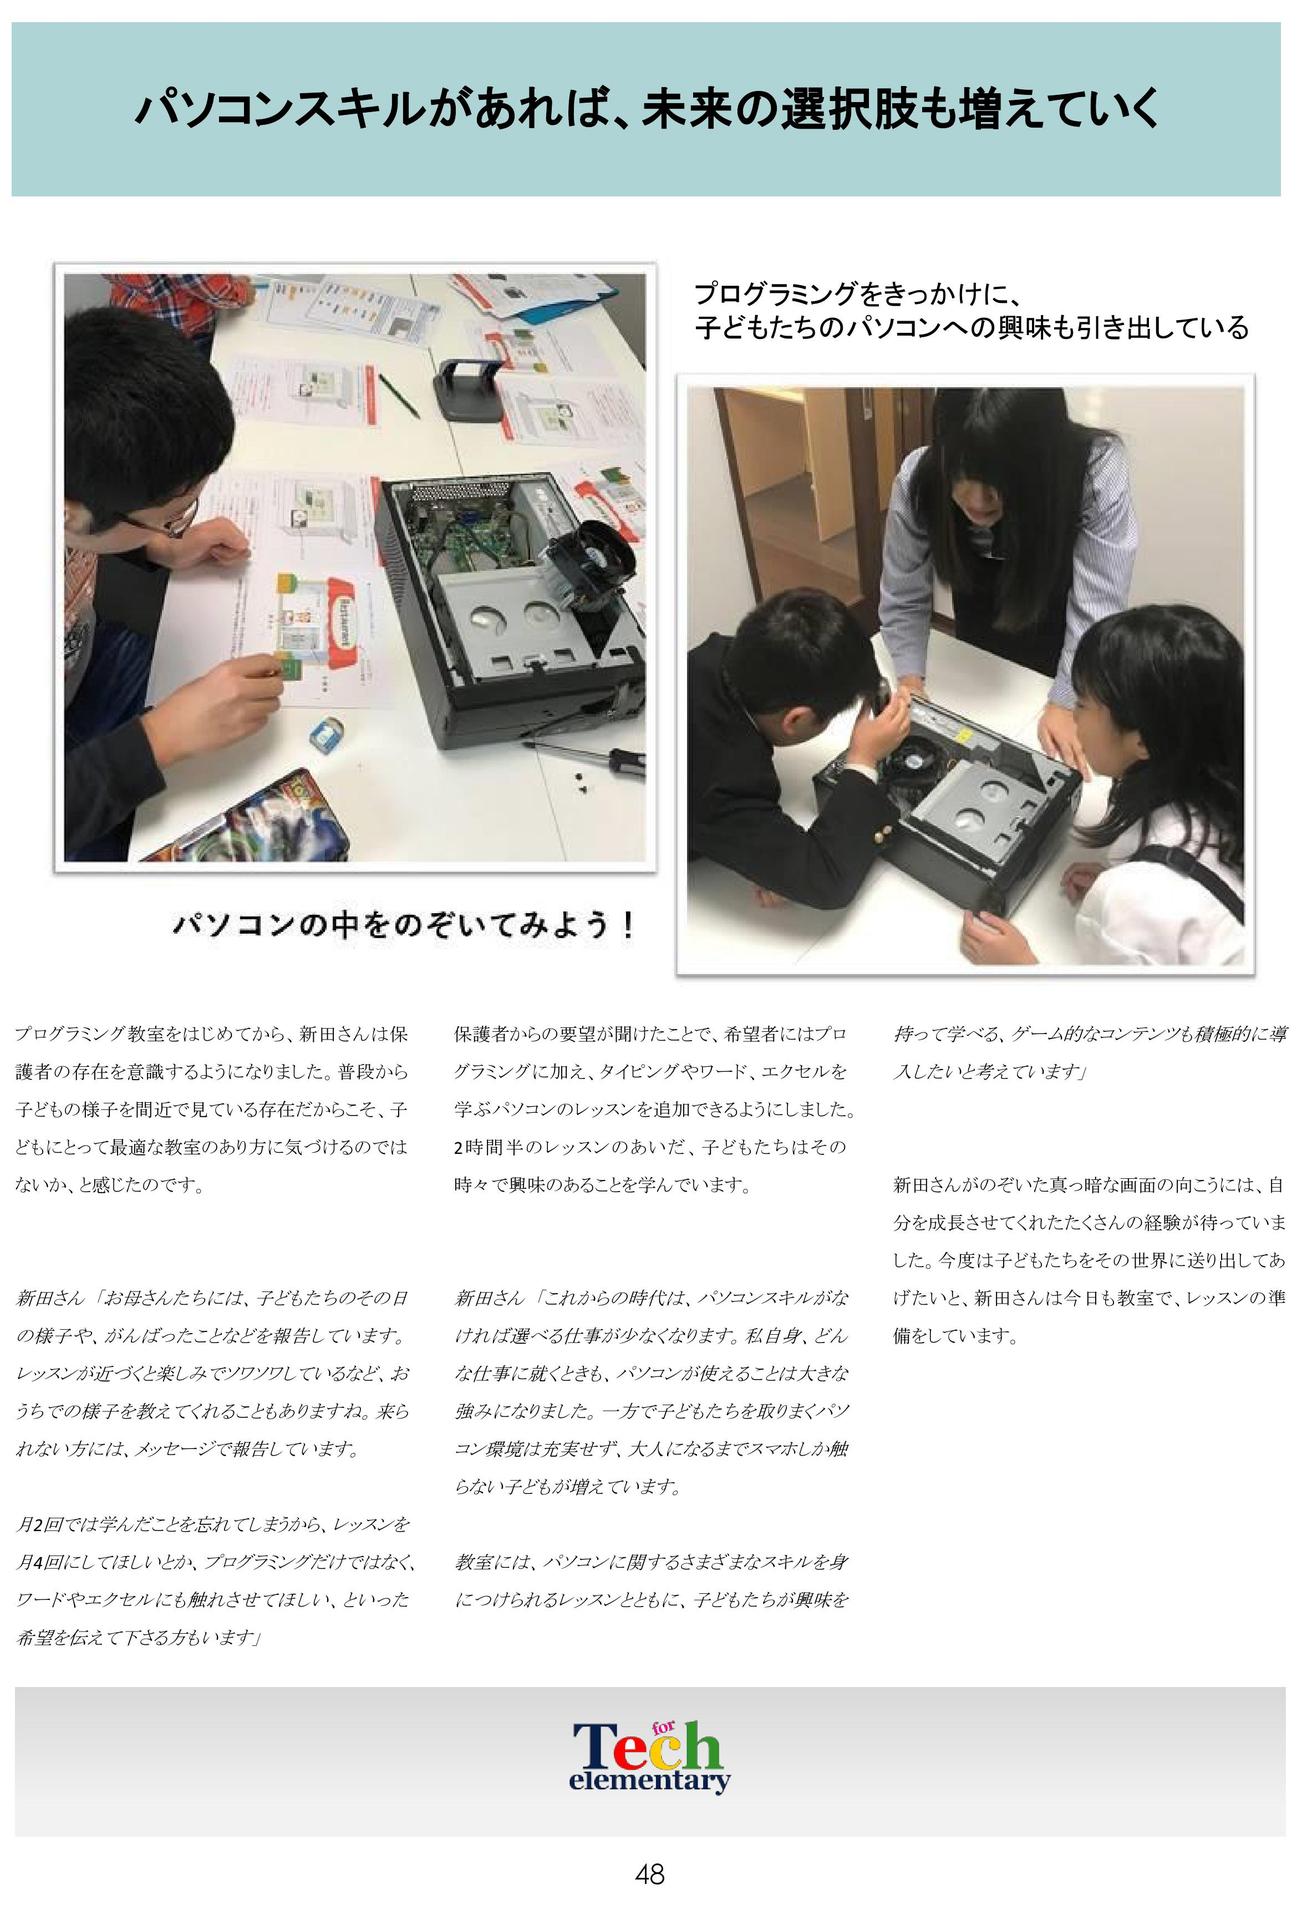 パソコンスキルがあれば、未来の選択肢も増えていく
プログラミングをきっかけに、
子どもたちのパソコンへの興味も引き出している
Restaurant
パソコンの中をのぞいてみよう！
プログラミング教室をはじめてから、新田さんは保
護者の存在を意識するようになりました。普段から
子どもの様子を間近で見ている存在だからこそ、子
どもにとって最適な教室のあり方に気づけるのでは
ないか、と感じたのです。
新田さん「お母さんたちには、子どもたちのその日
の様子や、がんばったことなどを報告しています。
レッスンが近づくと楽しみでソワソワしているなど、お
うちでの様子を教えてくれることもありますね。来ら
れない方には、メッセージで報告しています。
月2回では学んだことを忘れてしまうから、レッスンを
月4回にしてほしいとか、プログラミングだけではなく、
ワードやエクセルにも触れさせてほしい、といった
希望を伝えて下さる方もいます」
保護者からの要望が聞けたことで、希望者にはプロ
グラミングに加え、タイピングやワード、エクセルを
学ぶパソコンのレッスンを追加できるようにしました。
2時間半のレッスンのあいだ、子どもたちはその
時々で興味のあることを学んでいます。
新田さん「これからの時代は、パソコンスキルがな
ければ選べる仕事が少なくなります。私自身、どん
な仕事に就くときも、パソコンが使えることは大きな
強みになりました。一方で子どもたちを取りまくパソ
コン環境は充実せず、大人になるまでスマホしか触
らない子どもが増えています。
教室には、パソコンに関するさまざまなスキルを身
につけられるレッスンとともに、子どもたちが興味を
持って学べる、ゲーム的なコンテンツも積極的に導
入したいと考えています」
新田さんがのぞいた真っ暗な画面の向こうには、自
分を成長させてくれたたくさんの経験が待っていま
した。今度は子どもたちをその世界に送り出してあ
げたいと、新田さんは今日も教室で、レッスンの準
備をしています。
Tech for
elementary
48